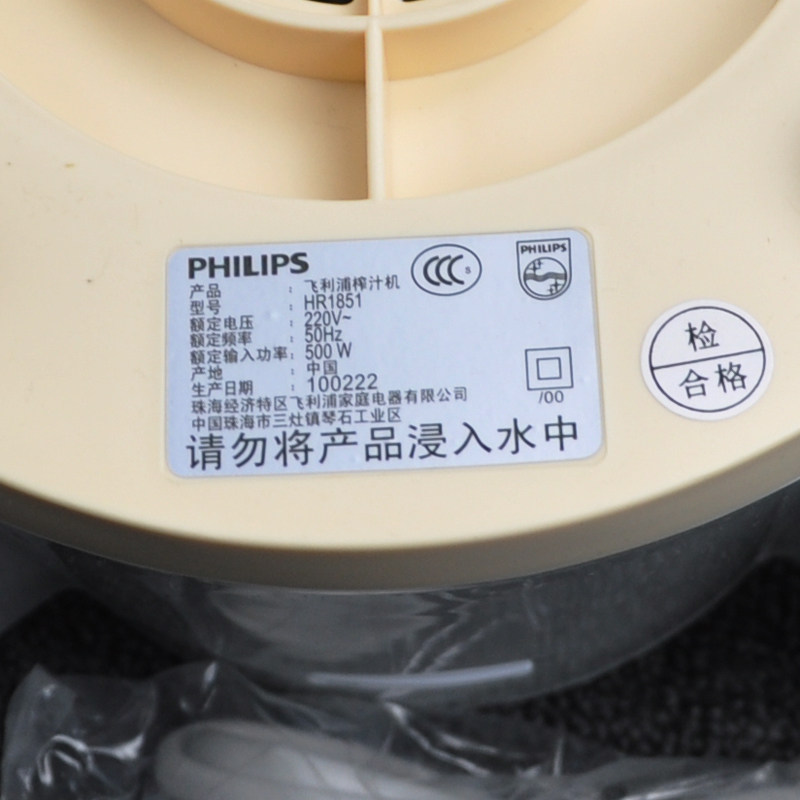 PHILIPS
CCC S
PHILIPS
产品 : 飞利浦榨汁机
型号 : HR1851
额定电压 : 220V~
额定频率 : 50Hz
额定输入功率: 500 W
产地 : 中国
生产日期 : 100222
/00
珠海经济特区飞利浦家庭电器有限公司
中国珠海市三灶镇琴石工业区
请勿将产品浸入水中
检
合格